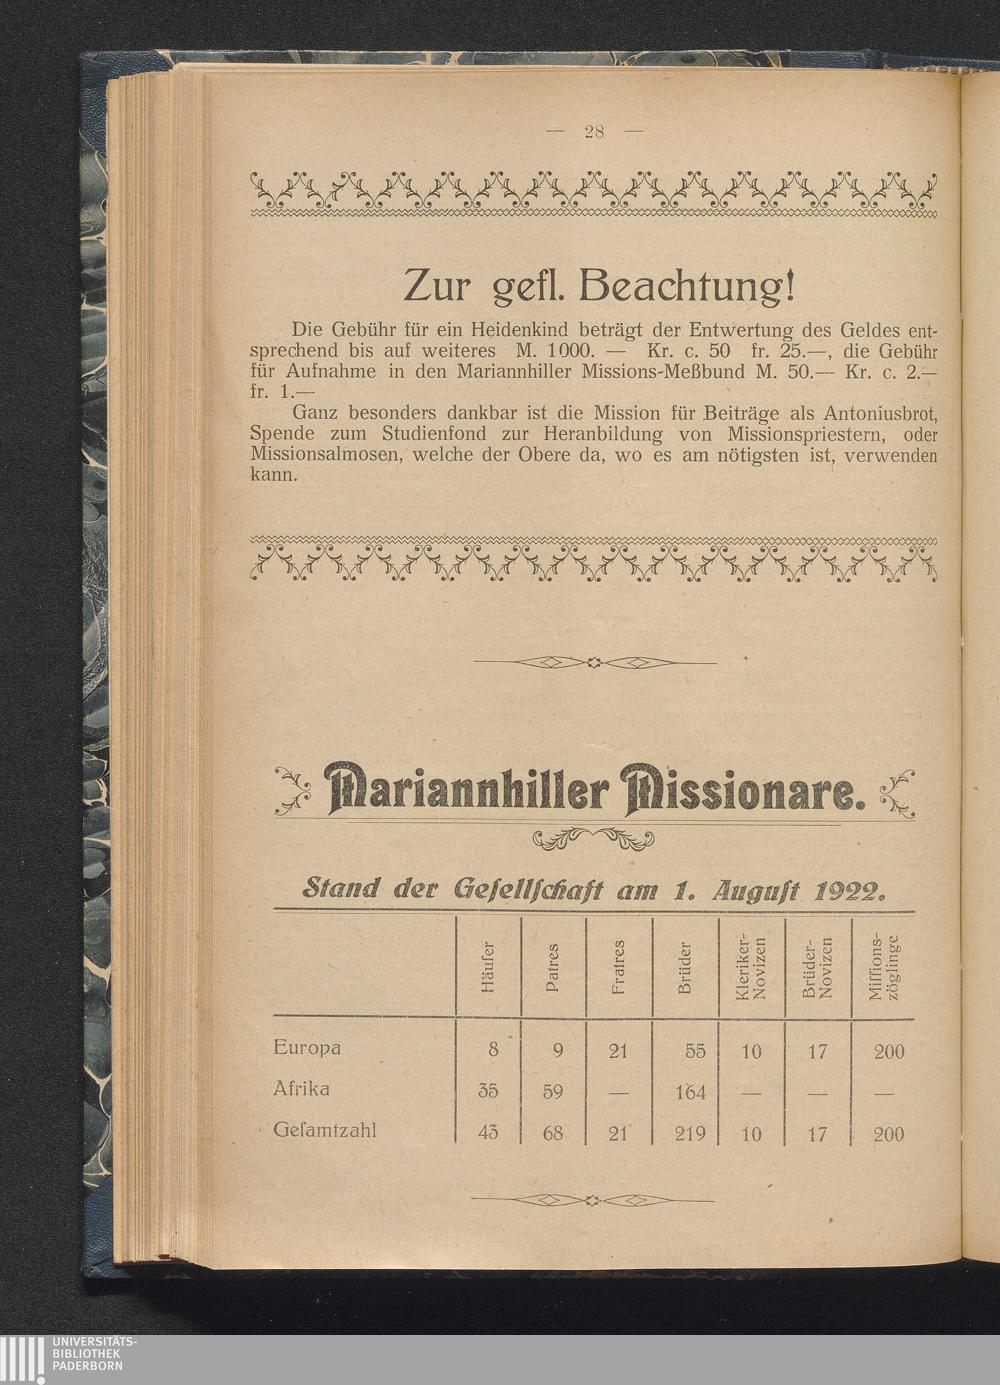 — 28 —
Zur gefl. Beachtung!
Die Gebühr für ein Heidenkind beträgt der Entwertung des Geldes ent-
sprechend bis auf weiteres M. 1000. — Kr. c. 50 fr. 25.—, die Gebühr
für Aufnahme in den Mariannhiller Missions-Meßbund M. 50.— Kr. c. 2.—
fr. 1.—
Ganz besonders dankbar ist die Mission für Beiträge als Antoniusbrot,
Spende zum Studienfond zur Heranbildung von Missionspriestern, oder
Missionsalmosen, welche der Obere da, wo es am nötigsten ist, verwenden
kann.
Mariannhiller Missionare.
Stand der Geſellſchaft am 1. Auguſt 1922.
Häuſer Patres Fratres Brüder Kleriker-Novizen Brüder-Novizen Miſſions-zöglinge
Europa 8 9 21 55 10 17 200
Afrika 35 59 — 164 — — —
Geſamtzahl 43 68 21 219 10 17 200
UNIVERSITÄTS-
BIBLIOTHEK
PADERBORN